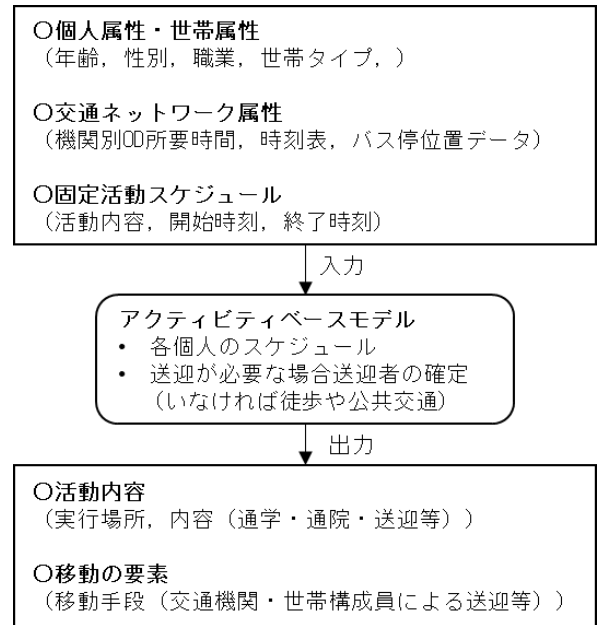 〇個人属性・世帯属性
（年齢，性別，職業，世帯タイプ，）
〇交通ネットワーク属性
（機関別OD所要時間，時刻表，バス停位置データ）
〇固定活動スケジュール
（活動内容，開始時刻，終了時刻）
入力
アクティビティベースモデル
• 各個人のスケジュール
• 送迎が必要な場合送迎者の確定
（いなければ徒歩や公共交通）
出力
〇活動内容
（実行場所，内容（通学・通院・送迎等））
〇移動の要素
（移動手段（交通機関・世帯構成員による送迎等））